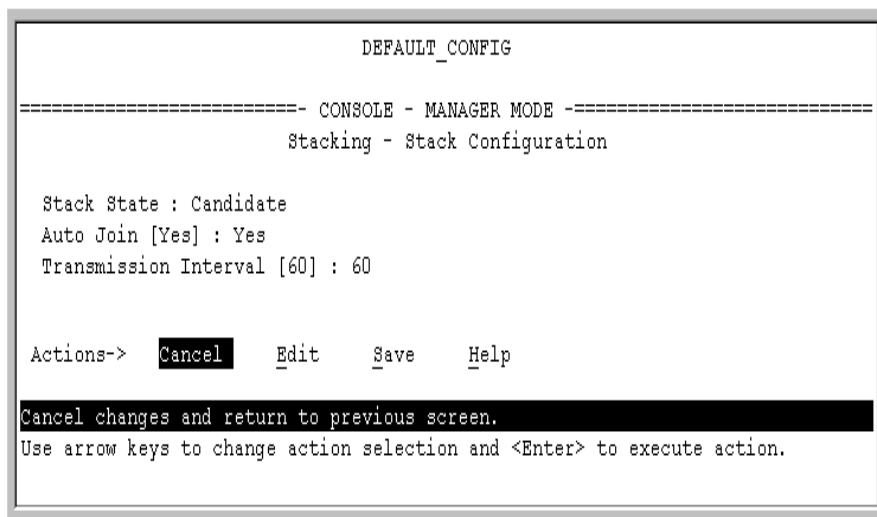 DEFAULT_CONFIG
==========================- CONSOLE - MANAGER MODE -============================
Stacking - Stack Configuration
Stack State : Candidate
Auto Join [Yes] : Yes
Transmission Interval [60] : 60
Actions-> Cancel Edit Save Help
Cancel changes and return to previous screen.
Use arrow keys to change action selection and <Enter> to execute action.